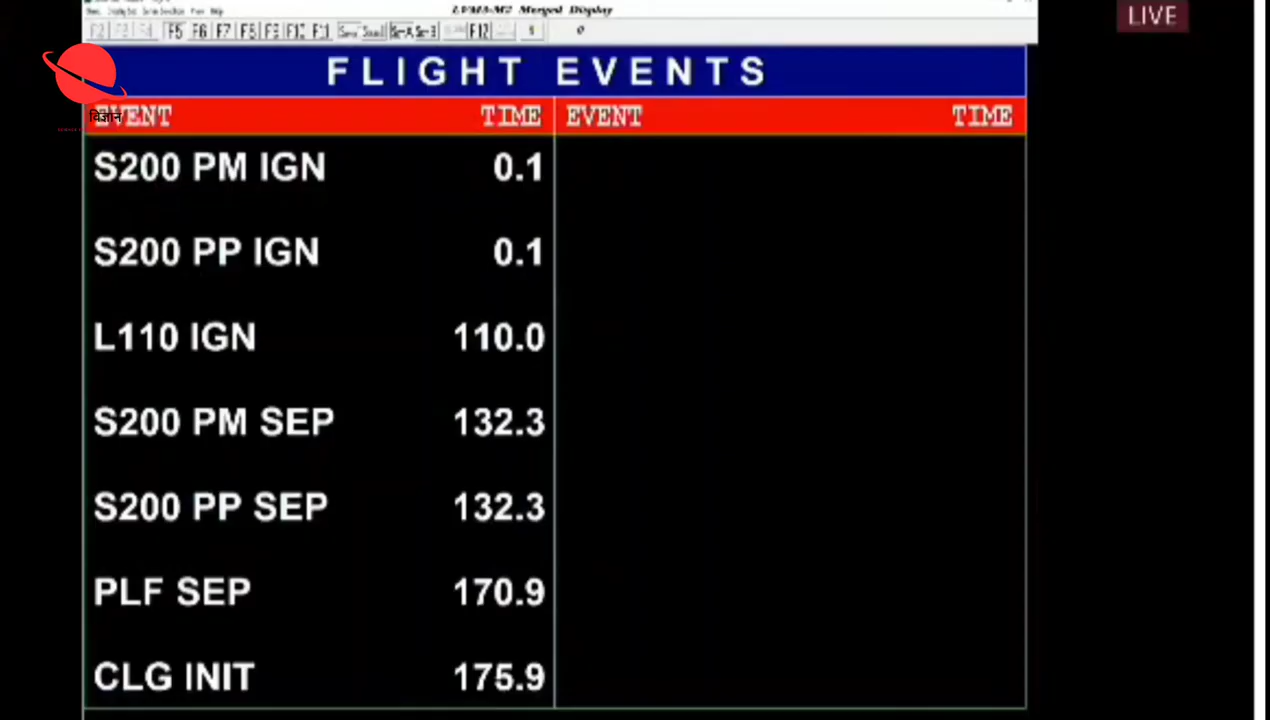 LVM3-M2 Merged Display
LIVE
F5 F6 F7 F8 F9 F10 F11 F12
FLIGHT EVENTS
विज्ञान
EVENT TIME EVENT TIME
S200 PM IGN 0.1
S200 PP IGN 0.1
L110 IGN 110.0
S200 PM SEP 132.3
S200 PP SEP 132.3
PLF SEP 170.9
CLG INIT 175.9